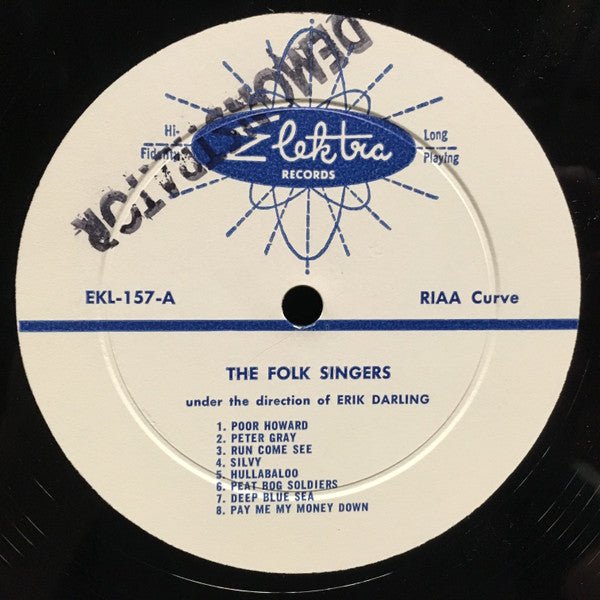 DEMONSTRATOR
Hi-
Fidelity
Elektra
RECORDS
Long
Playing
EKL-157-A
RIAA Curve
THE FOLK SINGERS
under the direction of ERIK DARLING
1. POOR HOWARD
2. PETER GRAY
3. RUN COME SEE
4. SILVY
5. HULLABALOO
6. PEAT BOG SOLDIERS
7. DEEP BLUE SEA
8. PAY ME MY MONEY DOWN